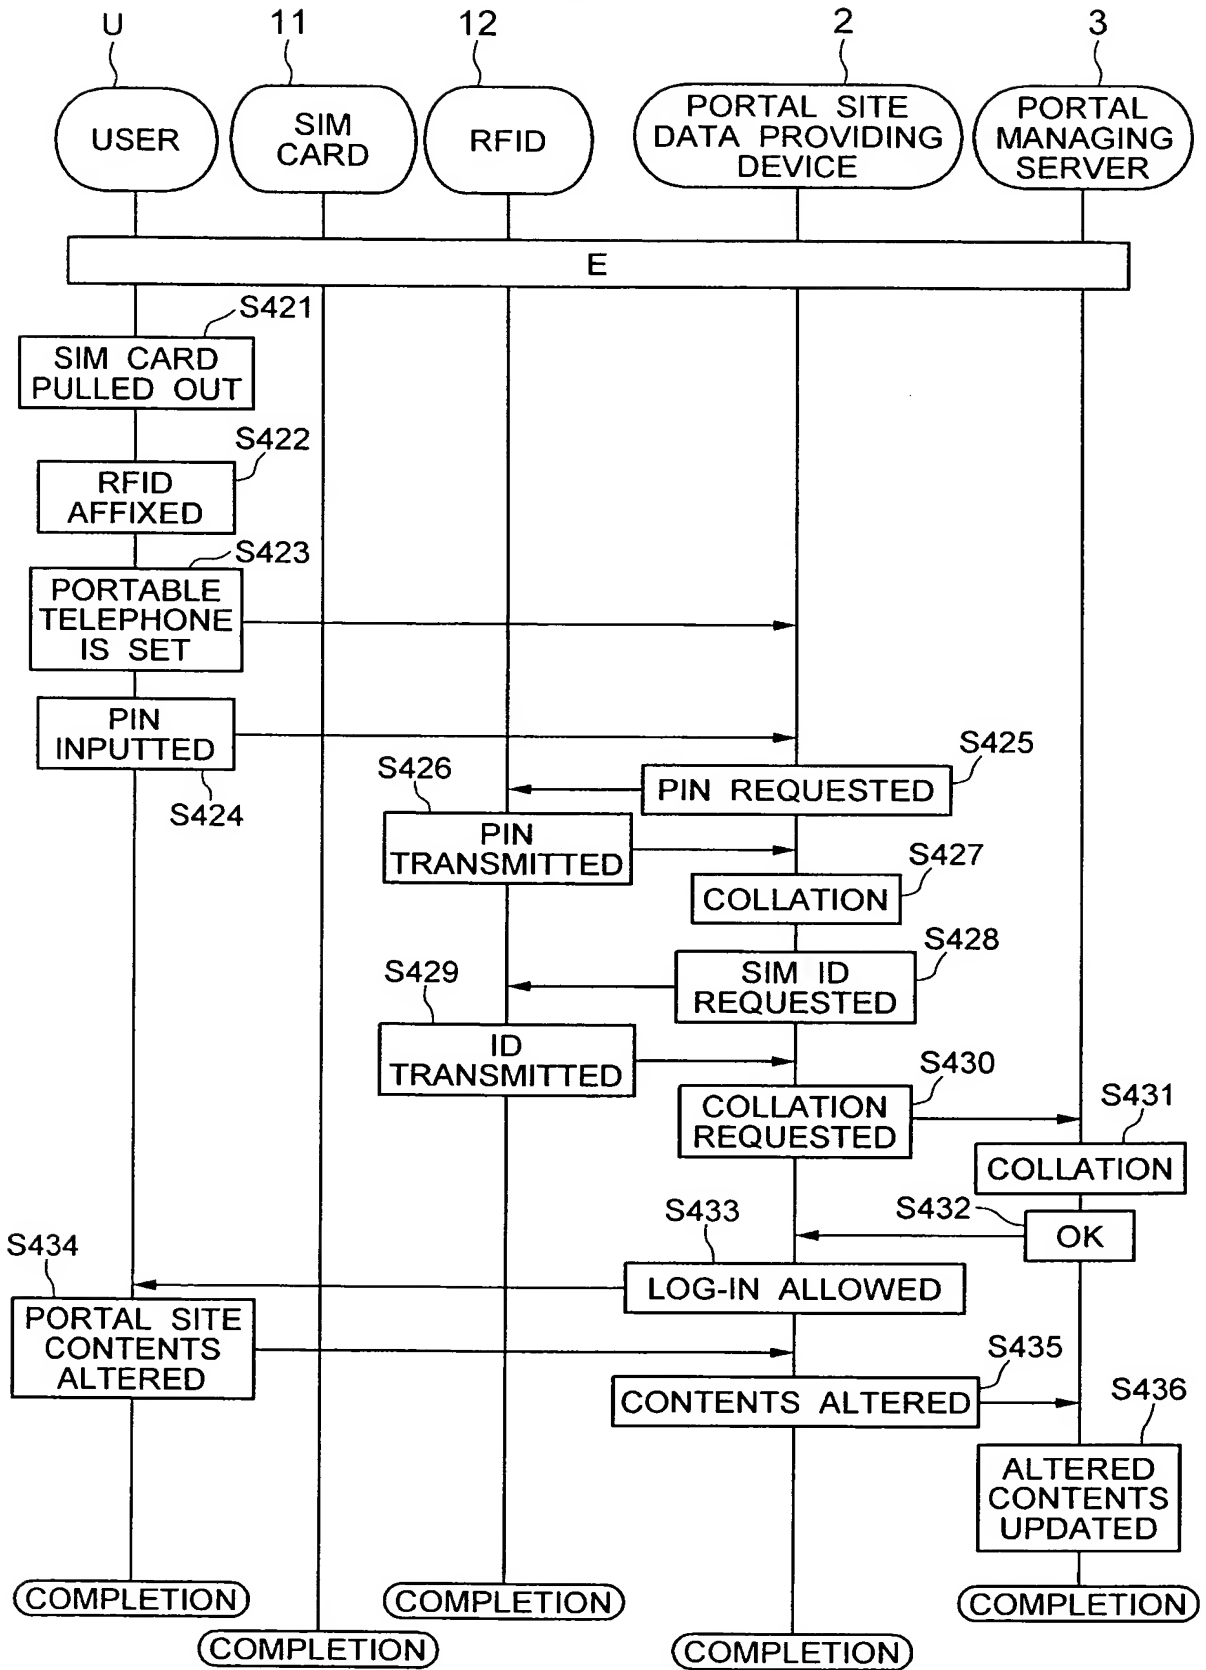 U
11
12
2
3
USER
SIM
CARD
RFID
PORTAL SITE
DATA PROVIDING
DEVICE
PORTAL
MANAGING
SERVER
E
S421
SIM CARD
PULLED OUT
S422
RFID
AFFIXED
S423
PORTABLE
TELEPHONE
IS SET
PIN
INPUTTED
S424
S425
PIN REQUESTED
S426
PIN
TRANSMITTED
S427
COLLATION
S428
SIM ID
REQUESTED
S429
ID
TRANSMITTED
S430
COLLATION
REQUESTED
S431
COLLATION
S432
OK
S433
LOG-IN ALLOWED
S434
PORTAL SITE
CONTENTS
ALTERED
S435
CONTENTS ALTERED
S436
ALTERED
CONTENTS
UPDATED
COMPLETION
COMPLETION
COMPLETION
COMPLETION
COMPLETION